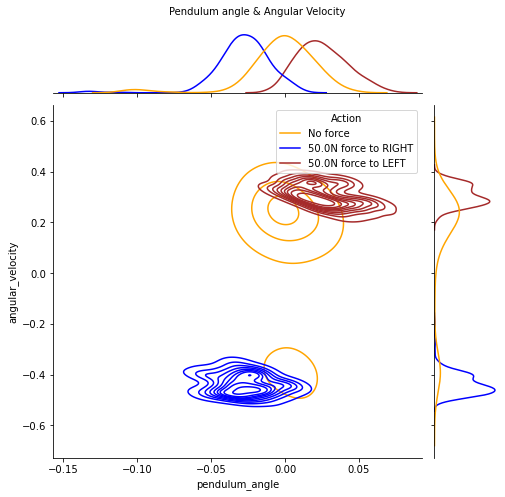 Pendulum angle & Angular Velocity
Action
No force
50.0N force to RIGHT
50.0N force to LEFT
0.6
0.4
0.2
0.0
−0.2
−0.4
−0.6
angular_velocity
−0.15
−0.10
−0.05
0.00
0.05
pendulum_angle